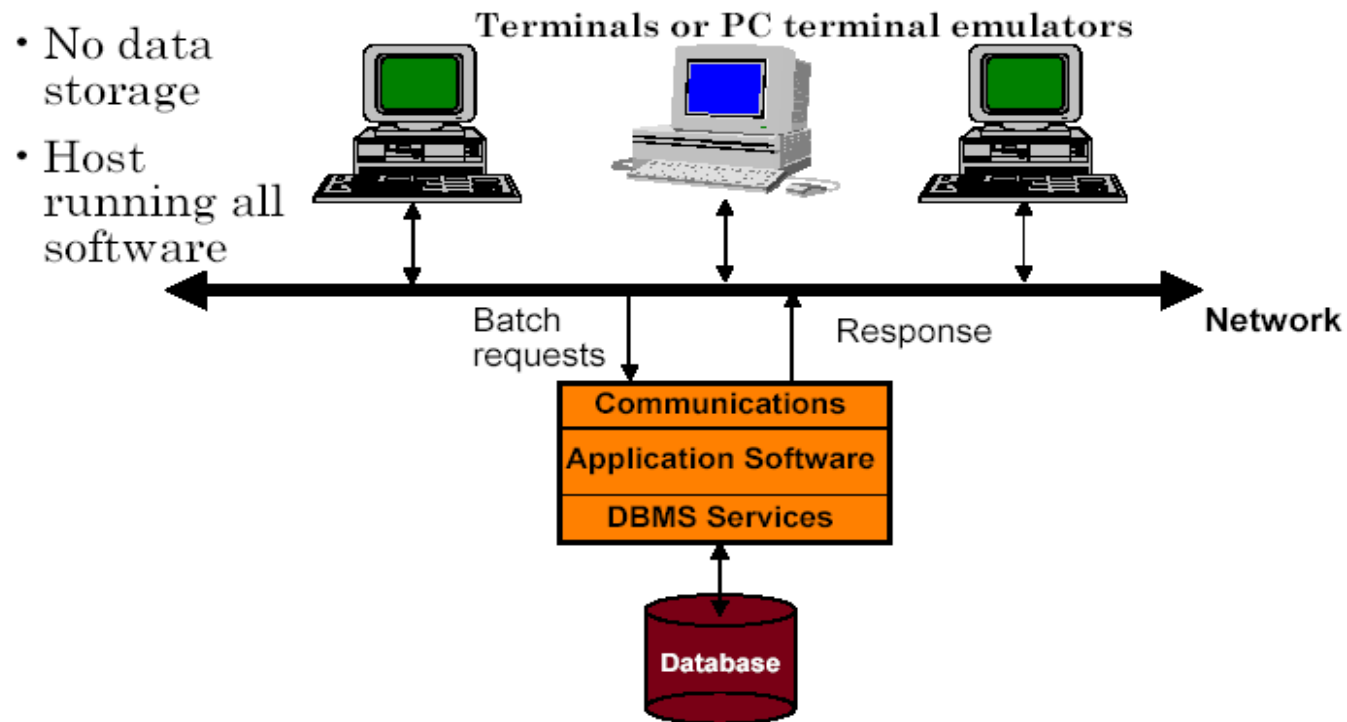 Terminals or PC terminal emulators
· No data
storage
· Host
running all
software
Network
Batch
requests
Response
Communications
Application Software
DBMS Services
Database